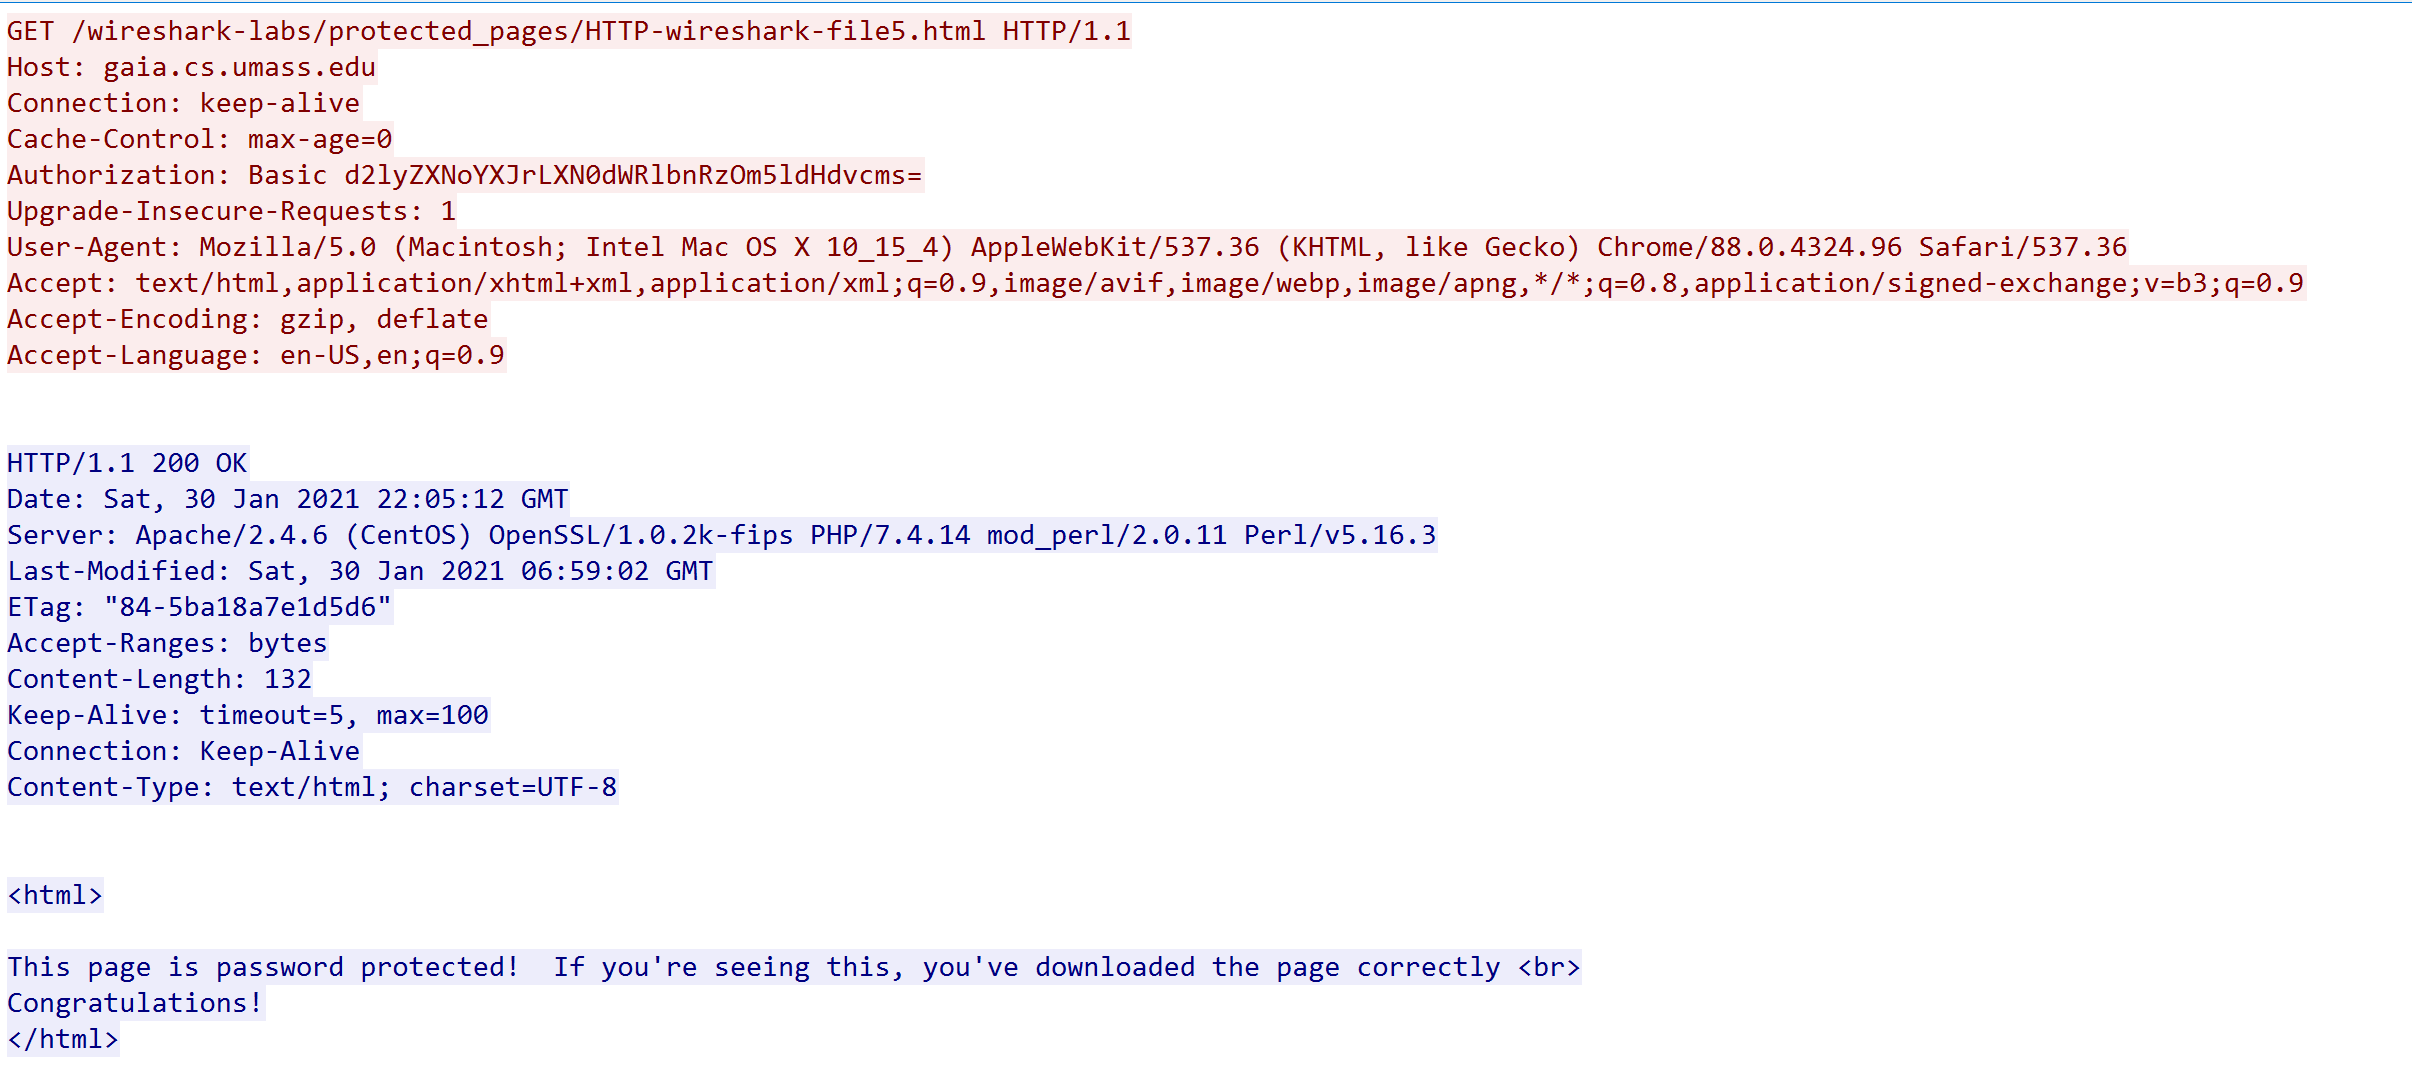 GET /wireshark-labs/protected_pages/HTTP-wireshark-file5.html HTTP/1.1
Host: gaia.cs.umass.edu
Connection: keep-alive
Cache-Control: max-age=0
Authorization: Basic d2lyZXNoYXJrLXN0dWRlbnRzOm5ldHdvcms=
Upgrade-Insecure-Requests: 1
User-Agent: Mozilla/5.0 (Macintosh; Intel Mac OS X 10_15_4) AppleWebKit/537.36 (KHTML, like Gecko) Chrome/88.0.4324.96 Safari/537.36
Accept: text/html,application/xhtml+xml,application/xml;q=0.9,image/avif,image/webp,image/apng,*/*;q=0.8,application/signed-exchange;v=b3;q=0.9
Accept-Encoding: gzip, deflate
Accept-Language: en-US,en;q=0.9
HTTP/1.1 200 OK
Date: Sat, 30 Jan 2021 22:05:12 GMT
Server: Apache/2.4.6 (CentOS) OpenSSL/1.0.2k-fips PHP/7.4.14 mod_perl/2.0.11 Perl/v5.16.3
Last-Modified: Sat, 30 Jan 2021 06:59:02 GMT
ETag: "84-5ba18a7e1d5d6"
Accept-Ranges: bytes
Content-Length: 132
Keep-Alive: timeout=5, max=100
Connection: Keep-Alive
Content-Type: text/html; charset=UTF-8
<html>
This page is password protected!  If you're seeing this, you've downloaded the page correctly <br>
Congratulations!
</html>